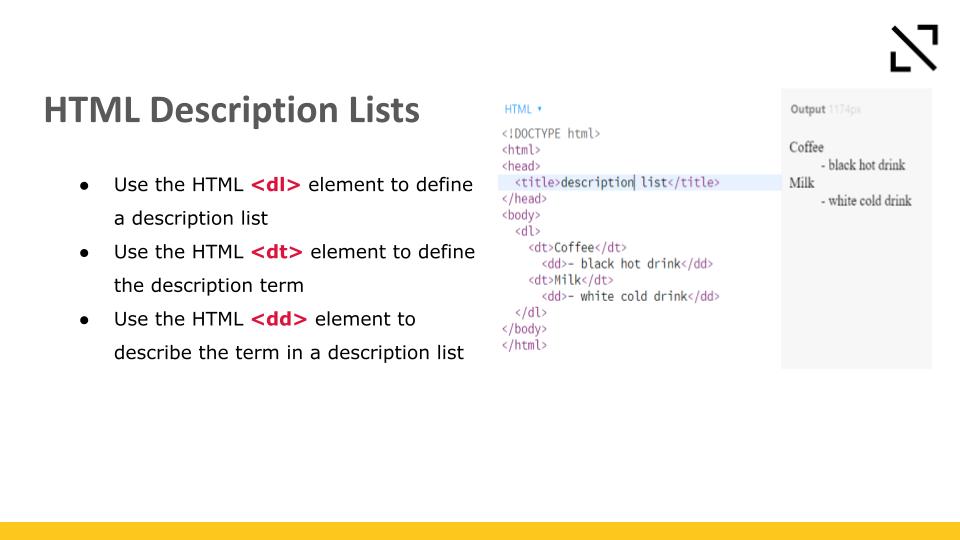 HTML Description Lists
● Use the HTML <dl> element to define
a description list
● Use the HTML <dt> element to define
the description term
● Use the HTML <dd> element to
describe the term in a description list
HTML ▾
<!DOCTYPE html>
<html>
<head>
<title>description list</title>
</head>
<body>
<dl>
<dt>Coffee</dt>
<dd>- black hot drink</dd>
<dt>Milk</dt>
<dd>- white cold drink</dd>
</dl>
</body>
</html>
Output 1174px
Coffee
- black hot drink
Milk
- white cold drink